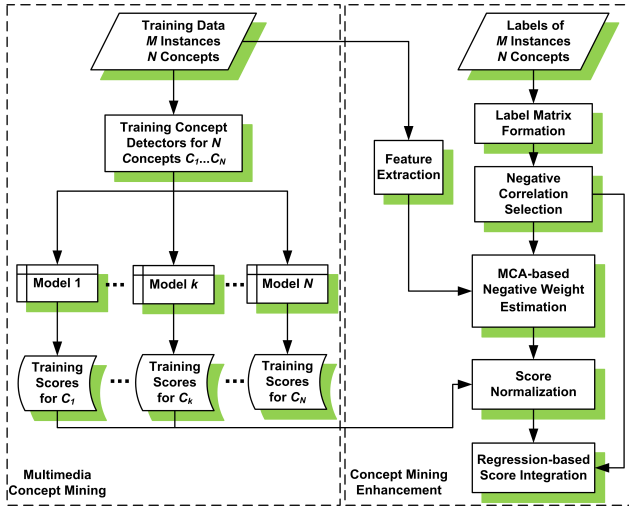 Training Data
M Instances
N Concepts
Training Concept
Detectors for N
Concepts C1...CN
Model 1
...
Model k
...
Model N
Training
Scores
for C1
...
Training
Scores
for Ck
...
Training
Scores
for CN
Multimedia
Concept Mining
Labels of
M Instances
N Concepts
Label Matrix
Formation
Feature
Extraction
Negative
Correlation
Selection
MCA-based
Negative Weight
Estimation
Score
Normalization
Regression-based
Score Integration
Concept Mining
Enhancement